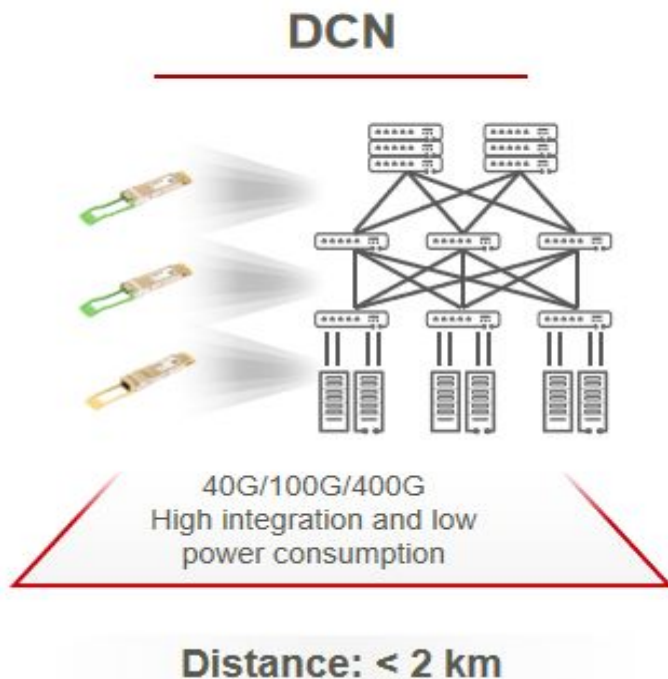 DCN
40G/100G/400G
High integration and low
power consumption
Distance: < 2 km